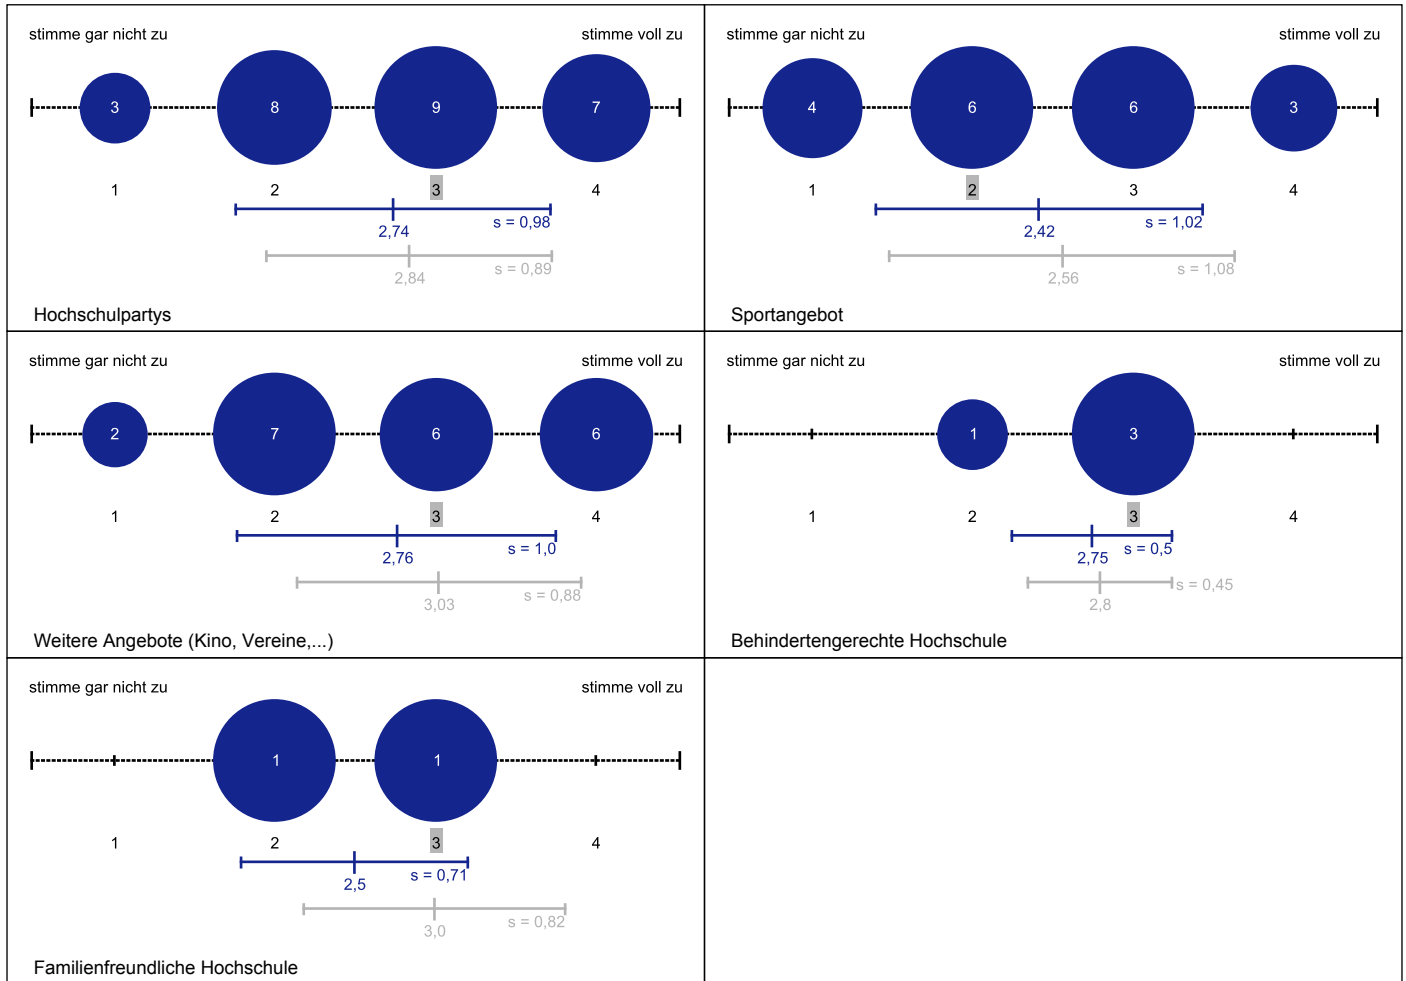 stimme gar nicht zu stimme voll zu
3 8 9 7
1 2 3 4
s = 0,98
2,74
s = 0,89
2,84
Hochschulpartys
stimme gar nicht zu stimme voll zu
4 6 6 3
1 2 3 4
s = 1,02
2,42
s = 1,08
2,56
Sportangebot
stimme gar nicht zu stimme voll zu
2 7 6 6
1 2 3 4
s = 1,0
2,76
s = 0,88
3,03
Weitere Angebote (Kino, Vereine,...)
stimme gar nicht zu stimme voll zu
1 3
1 2 3 4
2,75 s = 0,5
s = 0,45
2,8
Behindertengerechte Hochschule
stimme gar nicht zu stimme voll zu
1 1
1 2 3 4
s = 0,71
2,5
s = 0,82
3,0
Familienfreundliche Hochschule